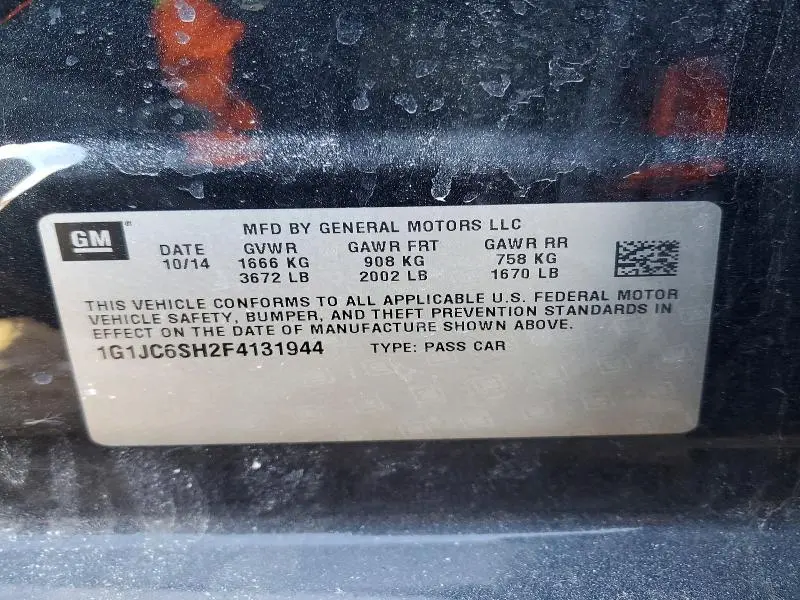 GM®
MFD BY GENERAL MOTORS LLC
DATE GVWR GAWR FRT GAWR RR
10/14 1666 KG 908 KG 758 KG
3672 LB 2002 LB 1670 LB
THIS VEHICLE CONFORMS TO ALL APPLICABLE U.S. FEDERAL MOTOR
VEHICLE SAFETY, BUMPER, AND THEFT PREVENTION STANDARDS IN
EFFECT ON THE DATE OF MANUFACTURE SHOWN ABOVE.
1G1JC6SH2F4131944 TYPE: PASS CAR